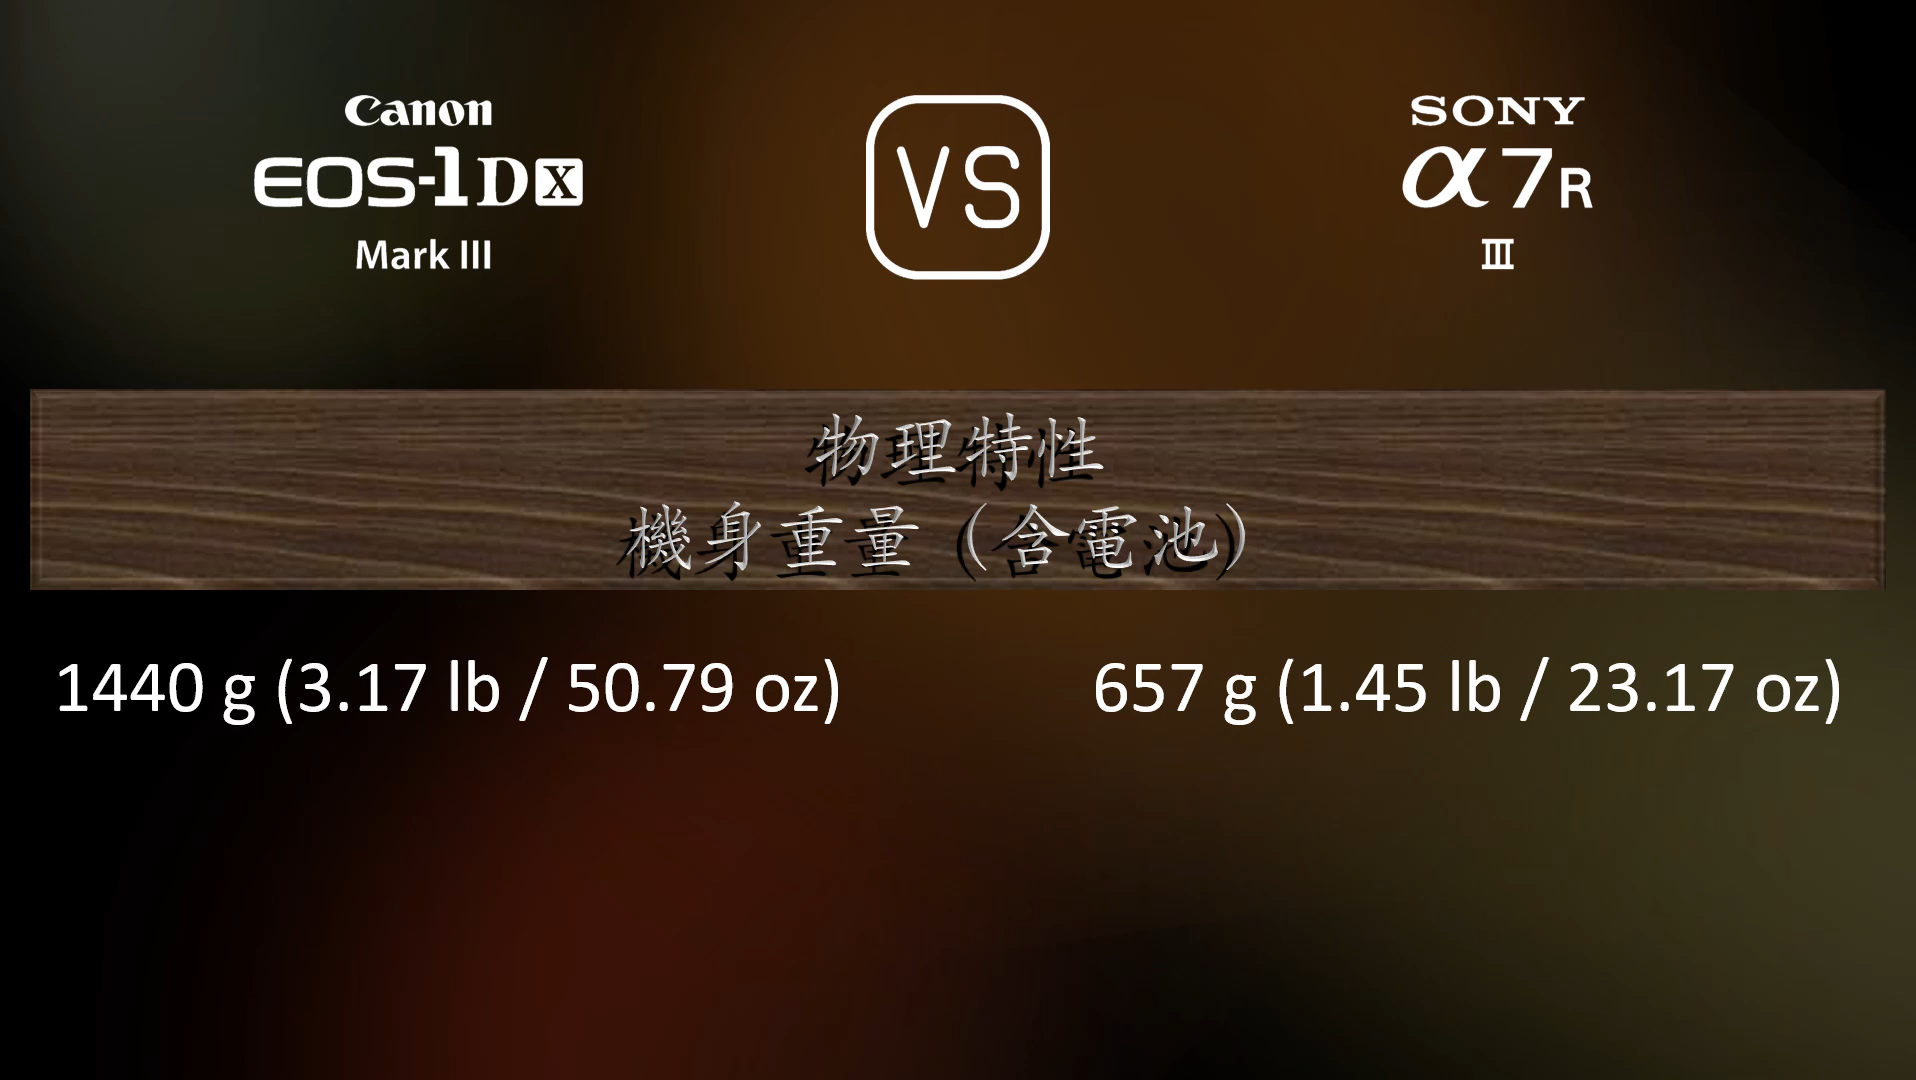 Canon
EOS-1DX
Mark III
VS
SONY
α7R
III
物理特性
機身重量（含電池）
1440 g (3.17 lb / 50.79 oz)
657 g (1.45 lb / 23.17 oz)